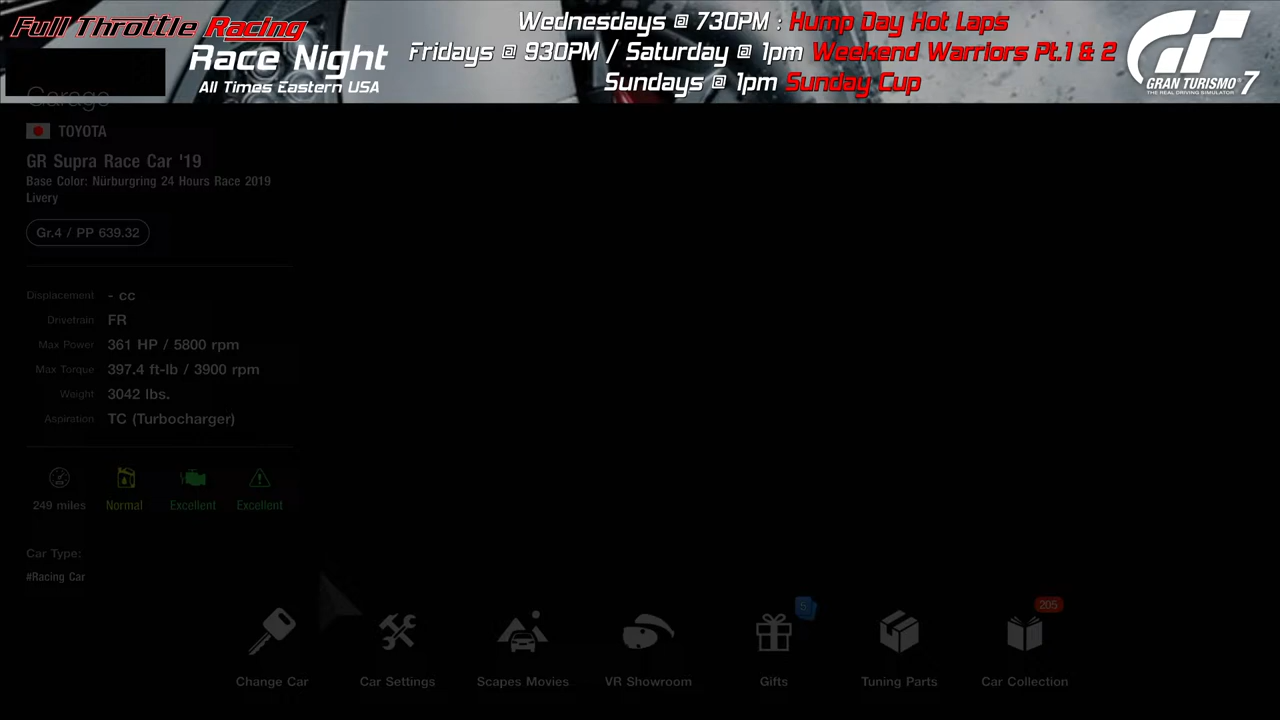 Full Throttle Racing
Race Night
All Times Eastern USA
Wednesdays @ 730PM : Hump Day Hot Laps
Fridays @ 930PM / Saturday @ 1pm Weekend Warriors Pt.1 & 2
Sundays @ 1pm Sunday Cup
GRAN TURISMO® 7
THE REAL DRIVING SIMULATOR
Garage
TOYOTA
GR Supra Race Car '19
Base Color: Nürburgring 24 Hours Race 2019
Livery
Gr.4 / PP 639.32
Displacement - cc
Drivetrain FR
Max Power 361 HP / 5800 rpm
Max Torque 397.4 ft-lb / 3900 rpm
Weight 3042 lbs.
Aspiration TC (Turbocharger)
249 miles Normal Excellent Excellent
Car Type:
#Racing Car
5 205
Change Car Car Settings Scapes Movies VR Showroom Gifts Tuning Parts Car Collection